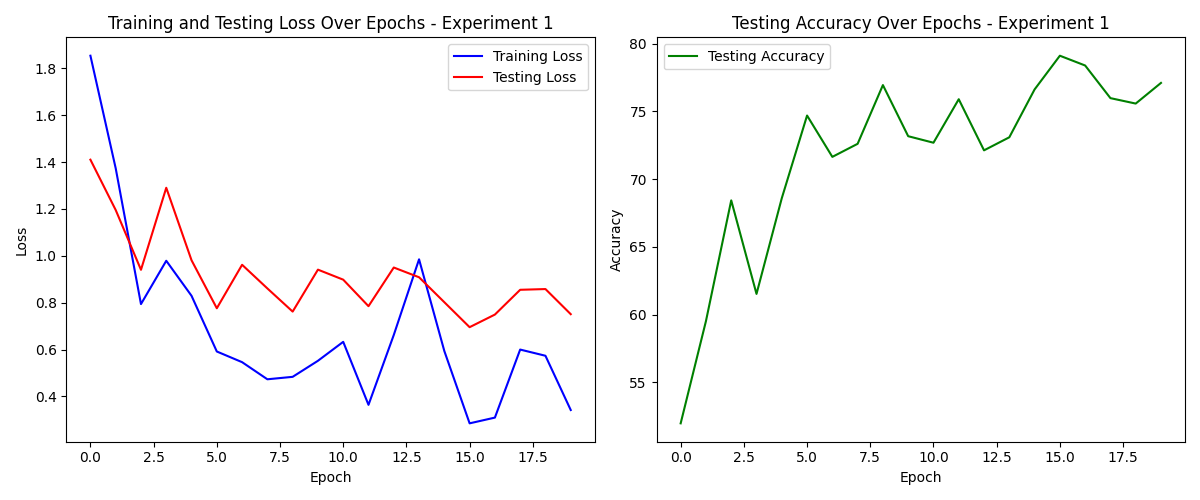 Training and Testing Loss Over Epochs - Experiment 1
Training Loss
Testing Loss
1.8
1.6
1.4
1.2
1.0
0.8
0.6
0.4
Loss
0.0 2.5 5.0 7.5 10.0 12.5 15.0 17.5
Epoch
Testing Accuracy Over Epochs - Experiment 1
Testing Accuracy
80
75
70
65
60
55
Accuracy
0.0 2.5 5.0 7.5 10.0 12.5 15.0 17.5
Epoch